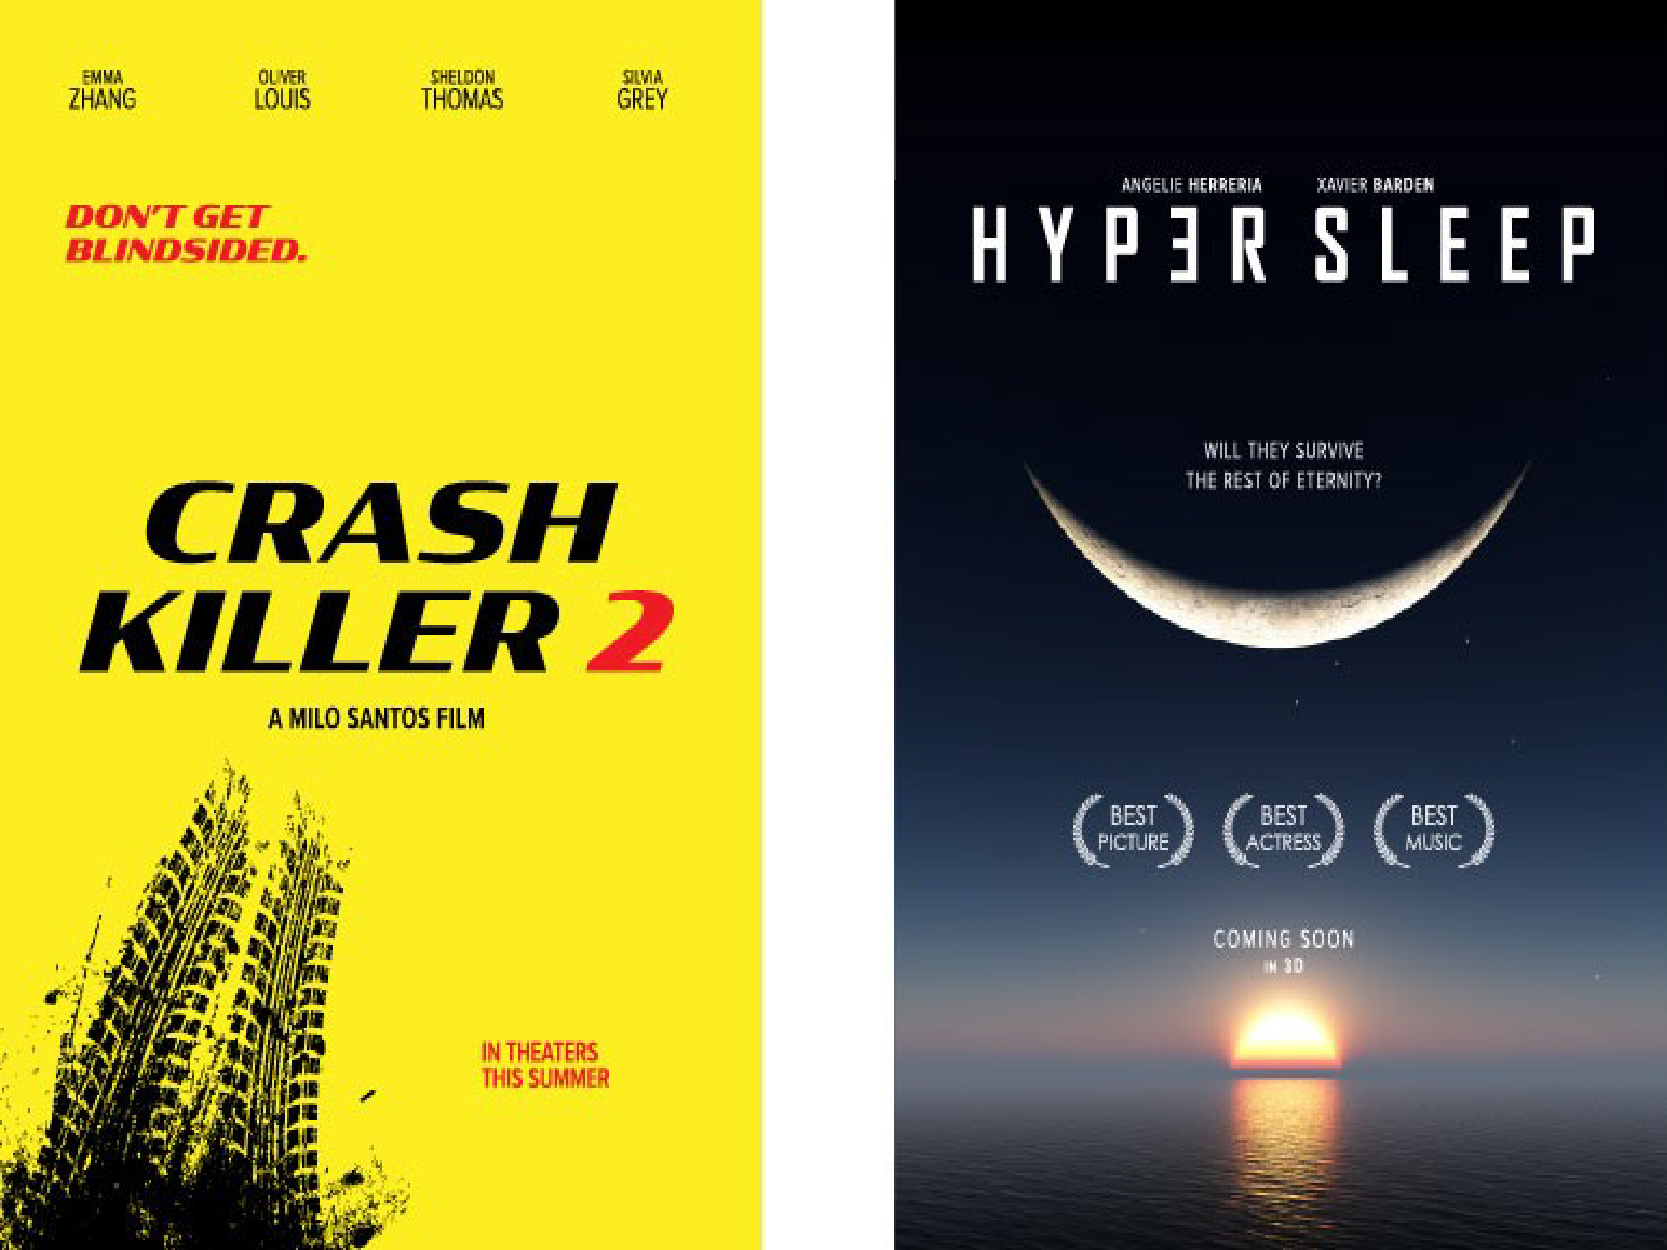 EMMA
ZHANG
OLIVER
LOUIS
SHELDON
THOMAS
SILVIA
GREY
DON'T GET
BLINDSIDED.
CRASH
KILLER 2
A MILO SANTOS FILM
IN THEATERS
THIS SUMMER
ANGELIE HERRERIA XAVIER BARDEN
HYPƎR SLEEP
WILL THEY SURVIVE
THE REST OF ETERNITY?
BEST
PICTURE
BEST
ACTRESS
BEST
MUSIC
COMING SOON
IN 3D